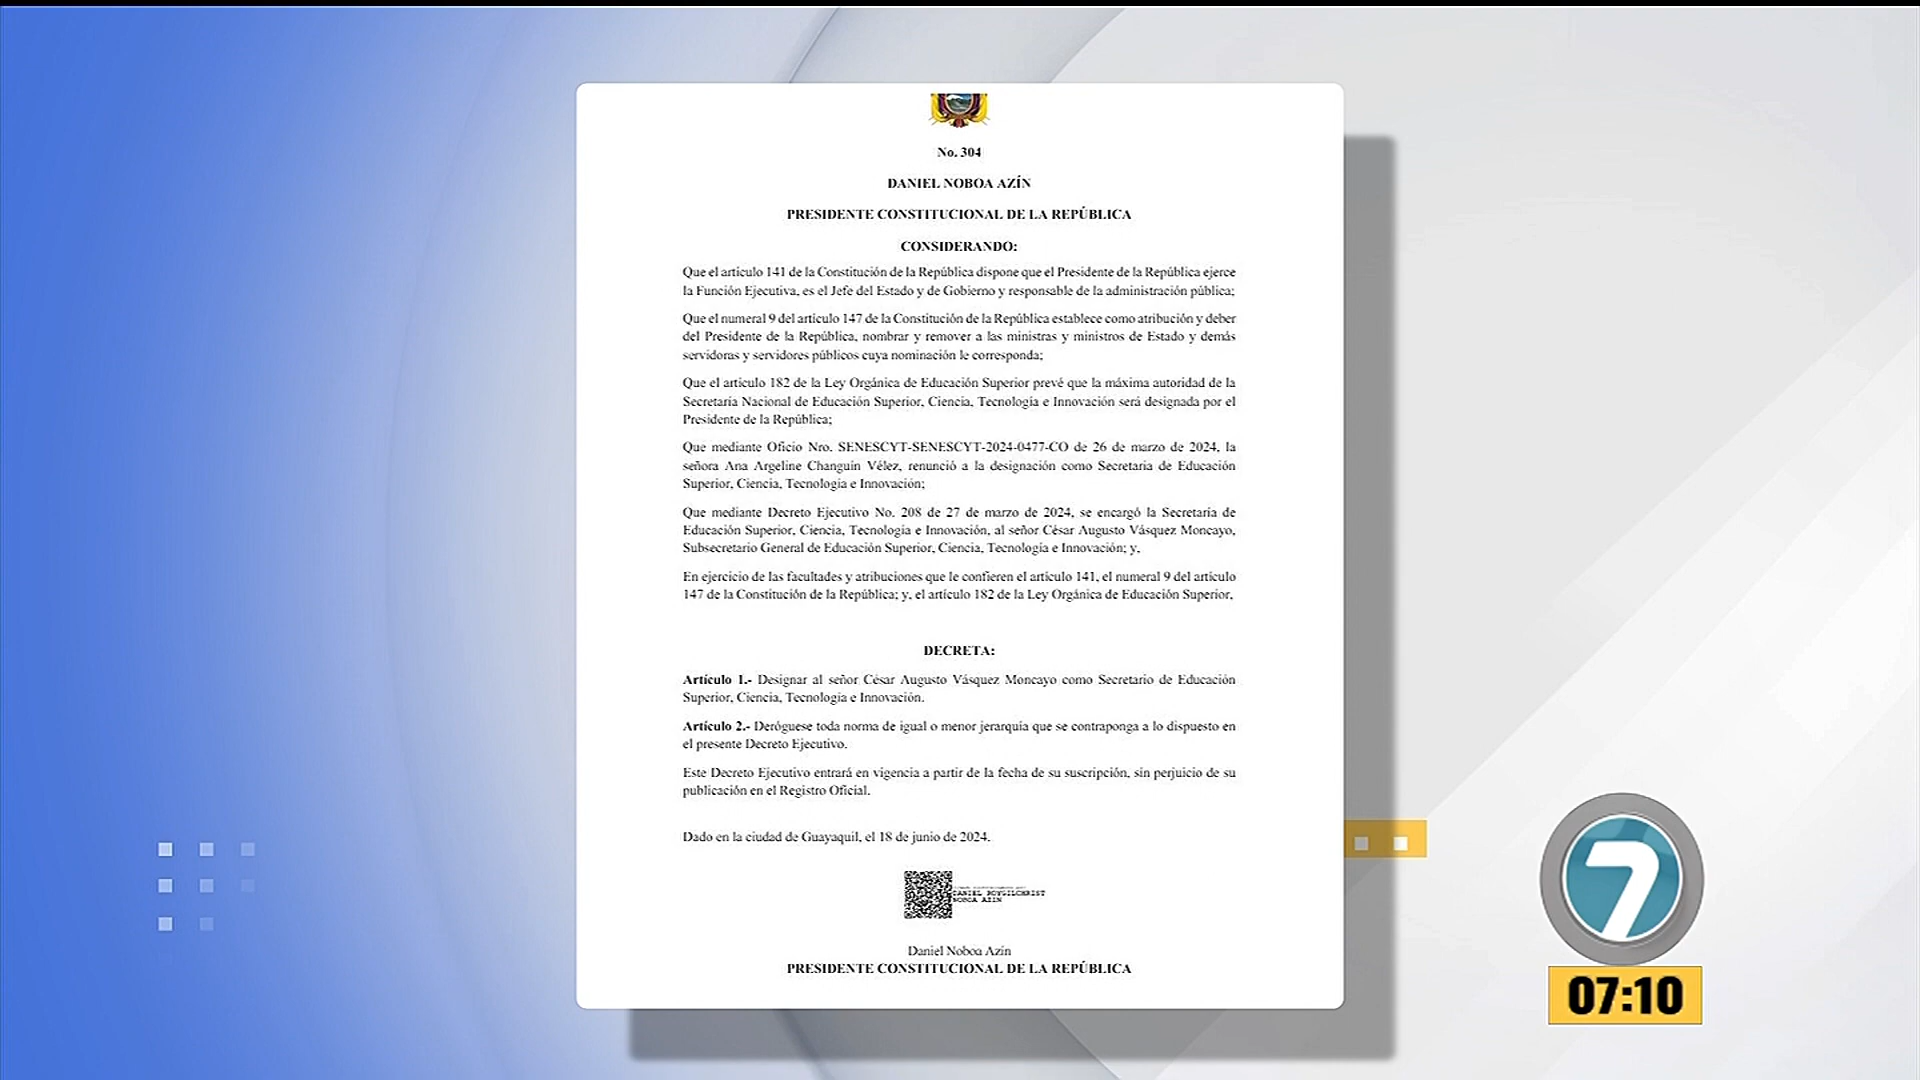 No. 304
DANIEL NOBOA AZÍN
PRESIDENTE CONSTITUCIONAL DE LA REPÚBLICA
CONSIDERANDO:
Que el artículo 141 de la Constitución de la República dispone que el Presidente de la República ejerce
la Función Ejecutiva, es el Jefe del Estado y de Gobierno y responsable de la administración pública;
Que el numeral 9 del artículo 147 de la Constitución de la República establece como atribución y deber
del Presidente de la República, nombrar y remover a las ministras y ministros de Estado y demás
servidoras y servidores públicos cuya nominación le corresponda;
Que el artículo 182 de la Ley Orgánica de Educación Superior prevé que la máxima autoridad de la
Secretaría Nacional de Educación Superior, Ciencia, Tecnología e Innovación será designada por el
Presidente de la República;
Que mediante Oficio Nro. SENESCYT-SENESCYT-2024-0477-CO de 26 de marzo de 2024, la
señora Ana Argeline Changuín Vélez, renunció a la designación como Secretaria de Educación
Superior, Ciencia, Tecnología e Innovación;
Que mediante Decreto Ejecutivo No. 208 de 27 de marzo de 2024, se encargó la Secretaría de
Educación Superior, Ciencia, Tecnología e Innovación, al señor César Augusto Vásquez Moncayo,
Subsecretario General de Educación Superior, Ciencia, Tecnología e Innovación; y,
En ejercicio de las facultades y atribuciones que le confieren el artículo 141, el numeral 9 del artículo
147 de la Constitución de la República; y, el artículo 182 de la Ley Orgánica de Educación Superior,
DECRETA:
Artículo 1.- Designar al señor César Augusto Vásquez Moncayo como Secretario de Educación
Superior, Ciencia, Tecnología e Innovación.
Artículo 2.- Deróguese toda norma de igual o menor jerarquía que se contraponga a lo dispuesto en
el presente Decreto Ejecutivo.
Este Decreto Ejecutivo entrará en vigencia a partir de la fecha de su suscripción, sin perjuicio de su
publicación en el Registro Oficial.
Dado en la ciudad de Guayaquil, el 18 de junio de 2024.
DANIEL ROYGILCHRIST
NOBOA AZIN
Daniel Noboa Azín
PRESIDENTE CONSTITUCIONAL DE LA REPÚBLICA
7
07:10